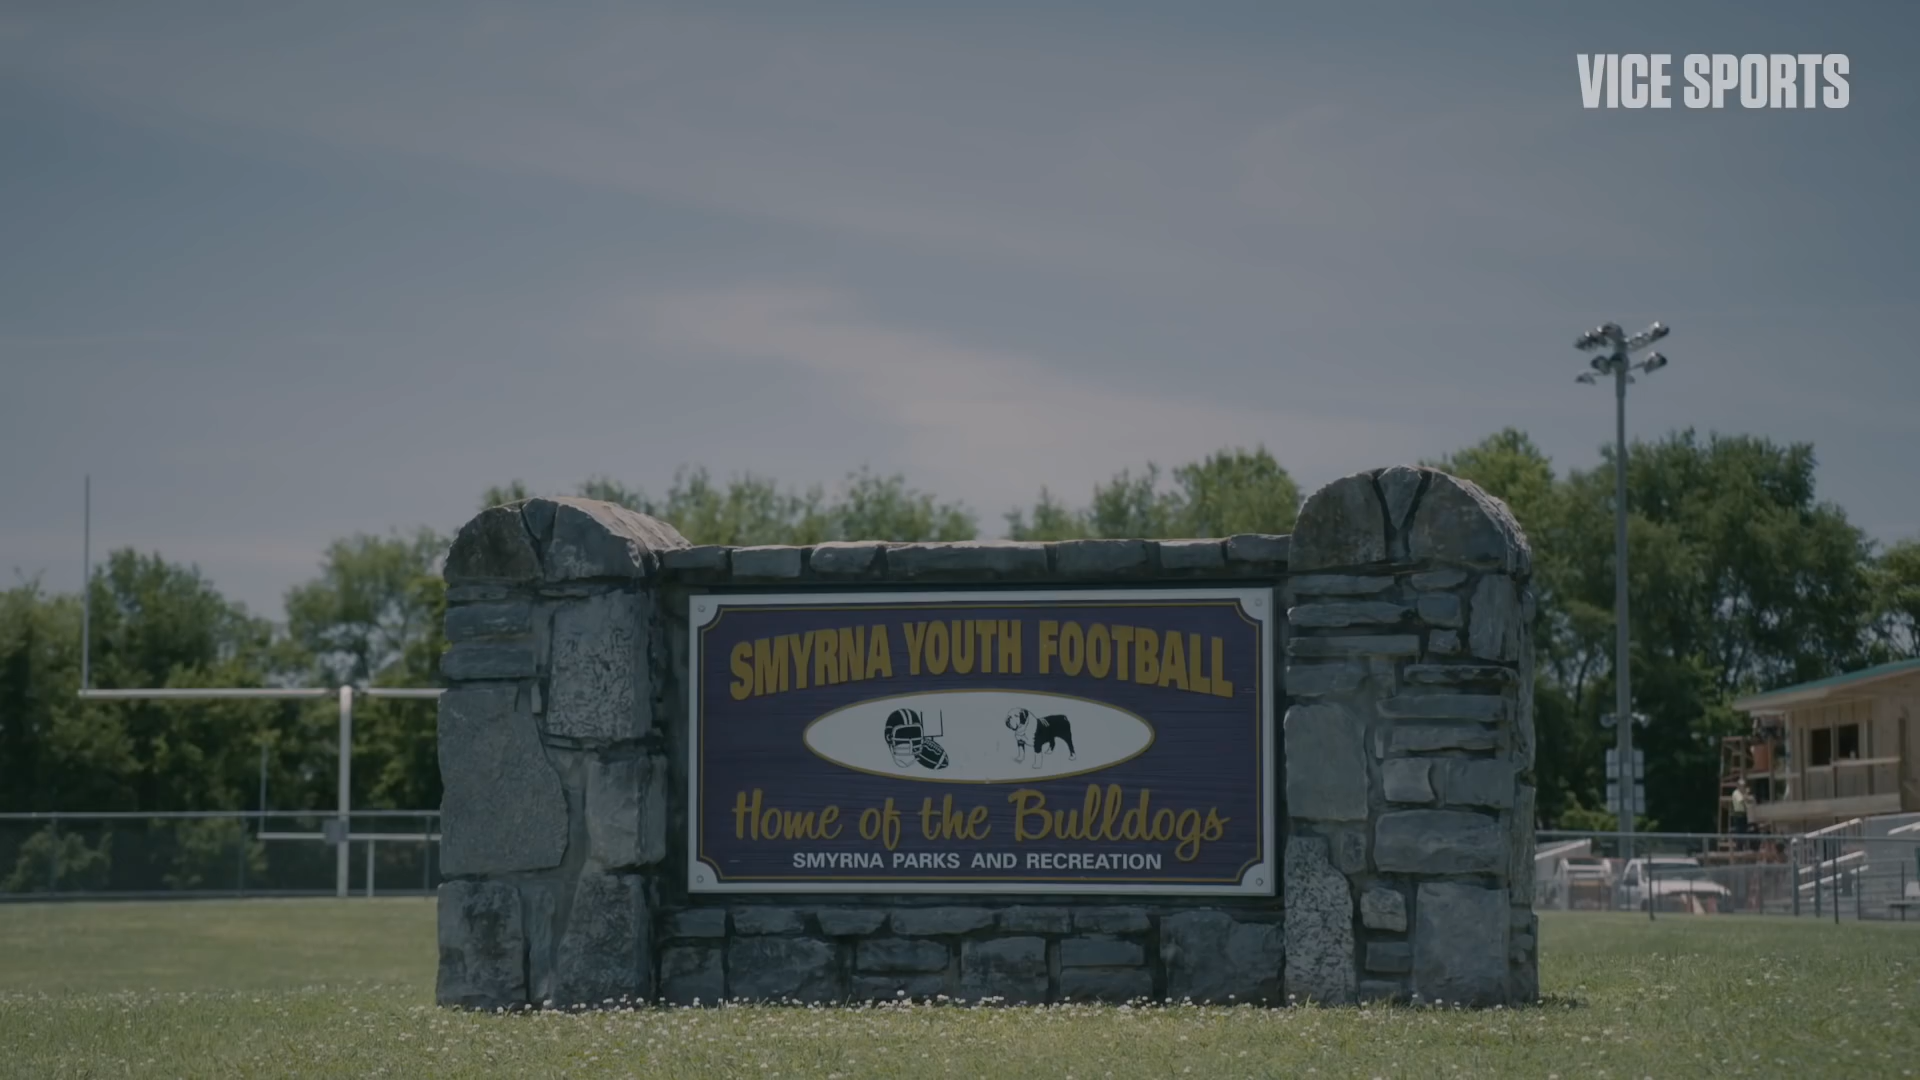 VICE SPORTS
SMYRNA YOUTH FOOTBALL
Home of the Bulldogs
SMYRNA PARKS AND RECREATION